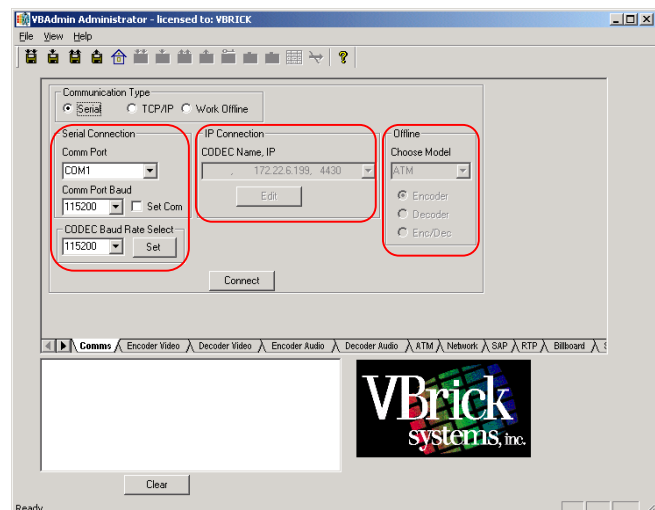 VBAdmin Administrator - licensed to: VBRICK
File View Help
Communication Type
Serial TCP/IP Work Offline
Serial Connection
Comm Port
COM1
Comm Port Baud
115200 Set Com
CODEC Baud Rate Select
115200 Set
IP Connection
CODEC Name, IP
, 172.22.6.199, 4430
Edit
Offline
Choose Model
ATM
Encoder
Decoder
Enc/Dec
Connect
Comms Encoder Video Decoder Video Encoder Audio Decoder Audio ATM Network SAP RTP Billboard
VBrick
systems, inc.
Clear
Ready